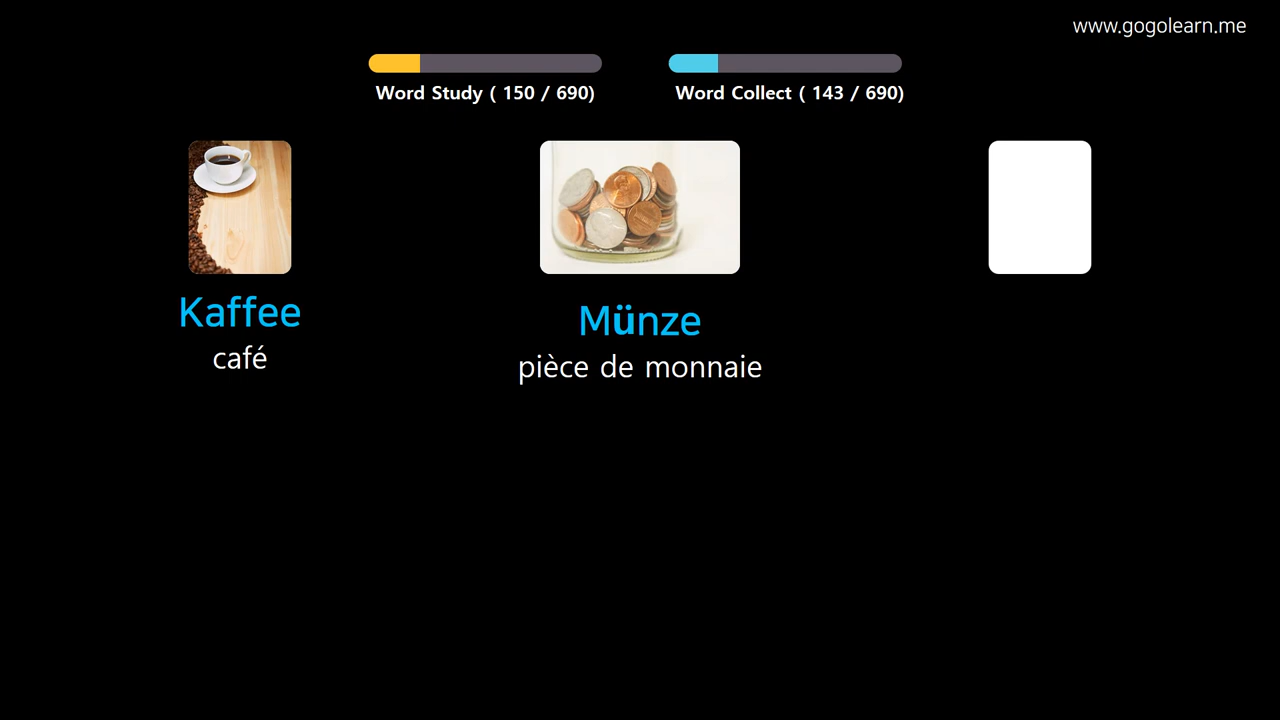 www.gogolearn.me
Word Study ( 150 / 690)
Word Collect ( 143 / 690)
Kaffee
café
Münze
pièce de monnaie